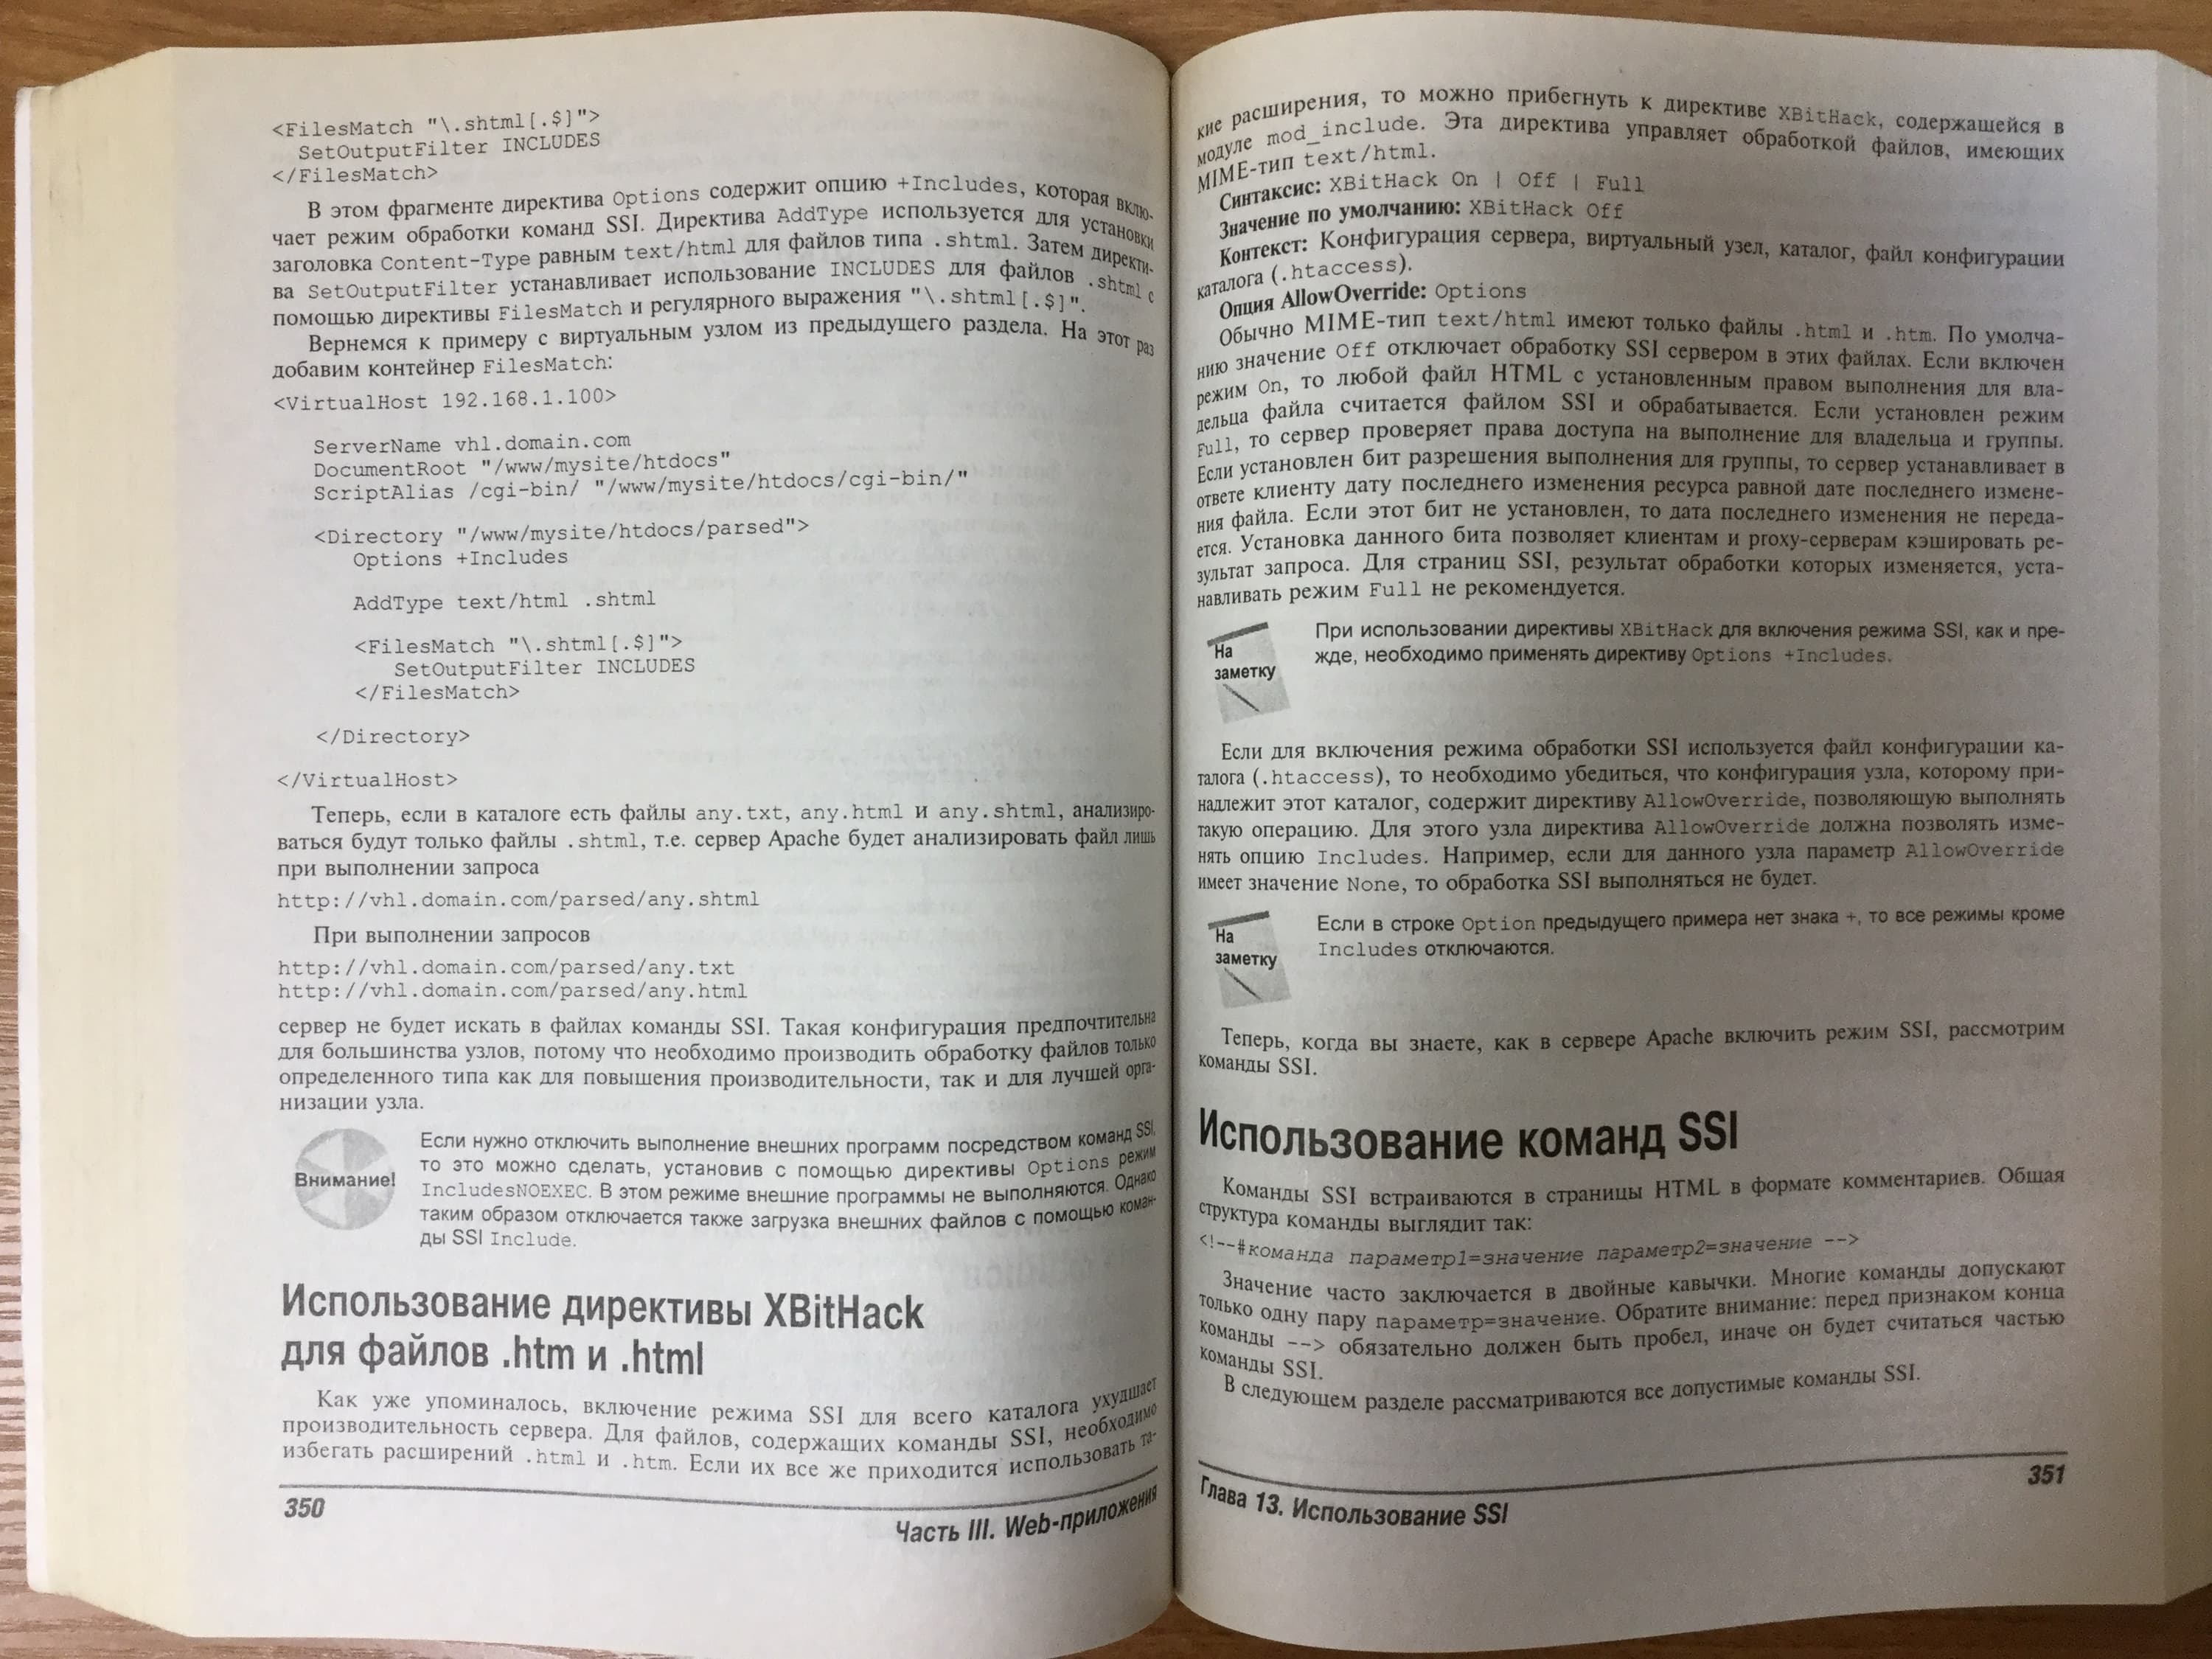 <FilesMatch "\.shtml[.$]">
SetOutputFilter INCLUDES
</FilesMatch>
В этом фрагменте директива Options содержит опцию +Includes, которая вклю-
чает режим обработки команд SSI. Директива AddType используется для установки
заголовка Content-Type равным text/html для файлов типа .shtml. Затем директи-
ва SetOutputFilter устанавливает использование INCLUDES для файлов .shtml с
помощью директивы FilesMatch и регулярного выражения "\.shtml[.$]".
Вернемся к примеру с виртуальным узлом из предыдущего раздела. На этот раз
добавим контейнер FilesMatch:
<VirtualHost 192.168.1.100>
ServerName vh1.domain.com
DocumentRoot "/www/mysite/htdocs"
ScriptAlias /cgi-bin/ "/www/mysite/htdocs/cgi-bin/"
<Directory "/www/mysite/htdocs/parsed">
Options +Includes
AddType text/html .shtml
<FilesMatch "\.shtml[.$]">
SetOutputFilter INCLUDES
</FilesMatch>
</Directory>
</VirtualHost>
Теперь, если в каталоге есть файлы any.txt, any.html и any.shtml, анализиро-
ваться будут только файлы .shtml, т.е. сервер Apache будет анализировать файл лишь
при выполнении запроса
http://vh1.domain.com/parsed/any.shtml
При выполнении запросов
http://vh1.domain.com/parsed/any.txt
http://vh1.domain.com/parsed/any.html
сервер не будет искать в файлах команды SSI. Такая конфигурация предпочтительна
для большинства узлов, потому что необходимо производить обработку файлов только
определенного типа как для повышения производительности, так и для лучшей орга-
низации узла.
Внимание!
Если нужно отключить выполнение внешних программ посредством команд SSI,
то это можно сделать, установив с помощью директивы Options режим
IncludesNOEXEC. В этом режиме внешние программы не выполняются. Однако
таким образом отключается также загрузка внешних файлов с помощью коман-
ды SSI Include.
Использование директивы XBitHack
для файлов .htm и .html
Как уже упоминалось, включение режима SSI для всего каталога ухудшает
производительность сервера. Для файлов, содержащих команды SSI, необходимо
избегать расширений .html и .htm. Если их все же приходится использовать та-
350
Часть III. Web-приложения
кие расширения, то можно прибегнуть к директиве XBitHack, содержащейся в
модуле mod_include. Эта директива управляет обработкой файлов, имеющих
MIME-тип text/html.
Синтаксис: XBitHack On | Off | Full
Значение по умолчанию: XBitHack Off
Контекст: Конфигурация сервера, виртуальный узел, каталог, файл конфигурации
каталога (.htaccess).
Опция AllowOverride: Options
Обычно MIME-тип text/html имеют только файлы .html и .htm. По умолча-
нию значение Off отключает обработку SSI сервером в этих файлах. Если включен
режим On, то любой файл HTML с установленным правом выполнения для вла-
дельца файла считается файлом SSI и обрабатывается. Если установлен режим
Full, то сервер проверяет права доступа на выполнение для владельца и группы.
Если установлен бит разрешения выполнения для группы, то сервер устанавливает в
ответе клиенту дату последнего изменения ресурса равной дате последнего измене-
ния файла. Если этот бит не установлен, то дата последнего изменения не переда-
ется. Установка данного бита позволяет клиентам и proxy-серверам кэшировать ре-
зультат запроса. Для страниц SSI, результат обработки которых изменяется, уста-
навливать режим Full не рекомендуется.
На
заметку
При использовании директивы XBitHack для включения режима SSI, как и пре-
жде, необходимо применять директиву Options +Includes.
Если для включения режима обработки SSI используется файл конфигурации ка-
талога (.htaccess), то необходимо убедиться, что конфигурация узла, которому при-
надлежит этот каталог, содержит директиву AllowOverride, позволяющую выполнять
такую операцию. Для этого узла директива AllowOverride должна позволять изме-
нять опцию Includes. Например, если для данного узла параметр AllowOverride
имеет значение None, то обработка SSI выполняться не будет.
На
заметку
Если в строке Option предыдущего примера нет знака +, то все режимы кроме
Includes отключаются.
Теперь, когда вы знаете, как в сервере Apache включить режим SSI, рассмотрим
команды SSI.
Использование команд SSI
Команды SSI встраиваются в страницы HTML в формате комментариев. Общая
структура команды выглядит так:
<!--#команда параметр1=значение параметр2=значение -->
Значение часто заключается в двойные кавычки. Многие команды допускают
только одну пару параметр=значение. Обратите внимание: перед признаком конца
команды --> обязательно должен быть пробел, иначе он будет считаться частью
команды SSI.
В следующем разделе рассматриваются все допустимые команды SSI.
Глава 13. Использование SSI
351